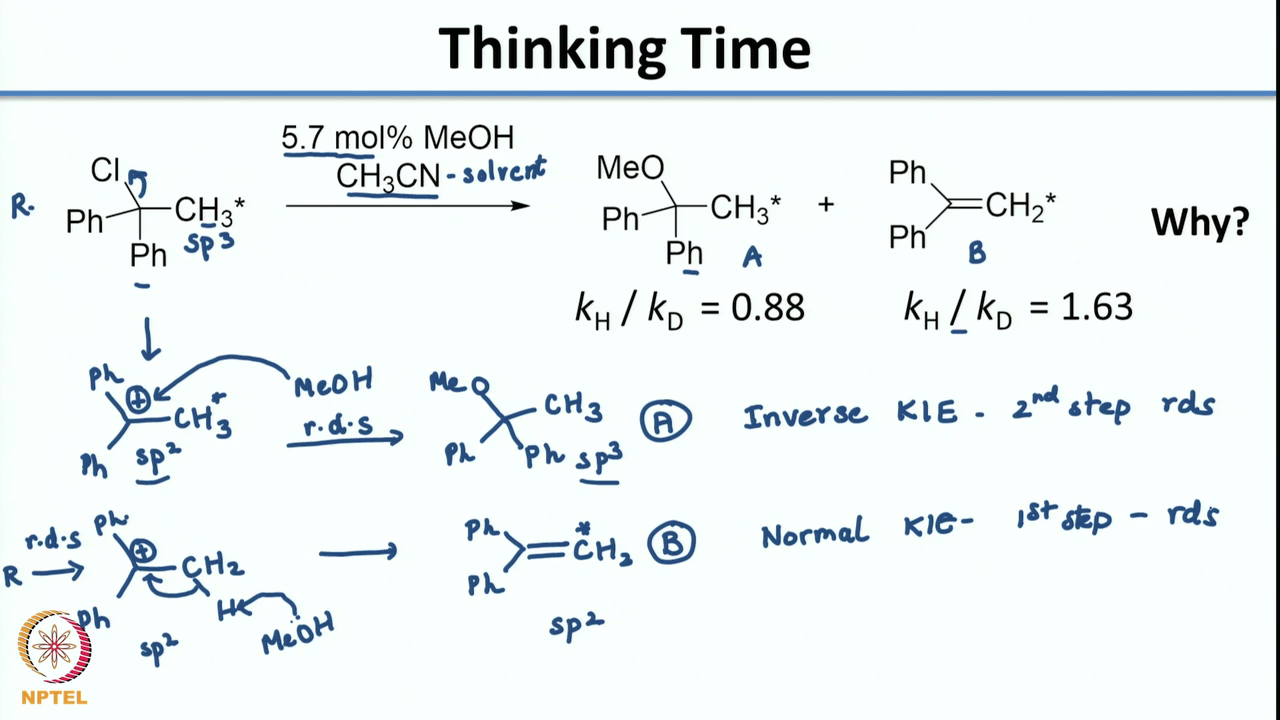 Thinking Time
5.7 mol% MeOH
CH₃CN - solvent
R.
Cl
Ph
CH₃*
sp3
Ph
MeO
Ph
CH₃*
Ph
A
+
Ph
Ph
CH₂*
B
Why?
kH / kD = 0.88
kH / kD = 1.63
Ph
⊕
CH₃*
Ph
sp²
MeOH
r.d.s
MeO
CH₃
Ph
Ph
sp³
A
Inverse KIE - 2nd step rds
r.d.s
R
Ph
⊕
CH₂
H
Ph
MeÖH
sp²
Ph
*
CH₂
Ph
sp²
B
Normal KIE - 1st step - rds
NPTEL